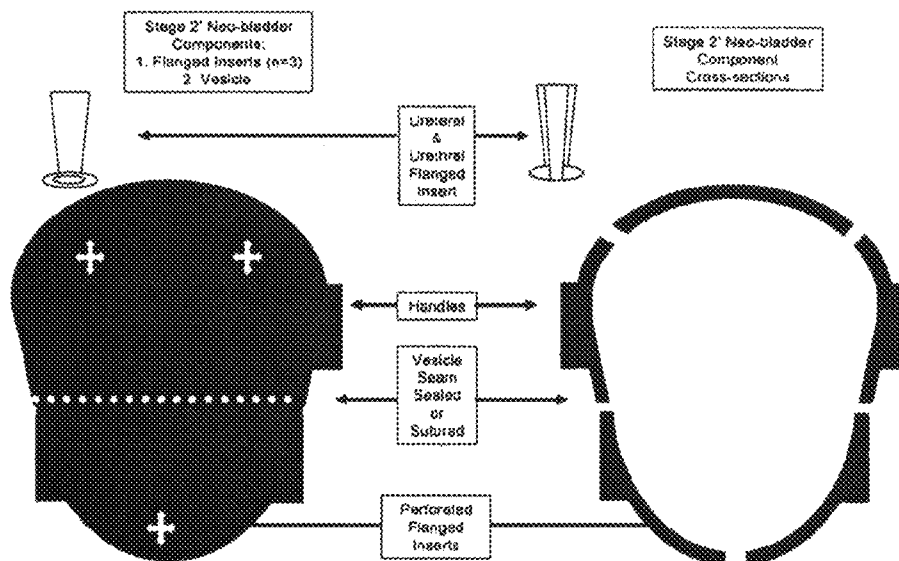 Stage 2' Neo-bladder
Components:
1. Flanged Inserts (n=3)
2 Vesicle
Stage 2' Neo-bladder
Component
Cross-sections
Ureteral
&
Urethral
Flanged
Insert
Handles
Vesicle
Seam
Sealed
or
Sutured
Perforated
Flanged
Inserts